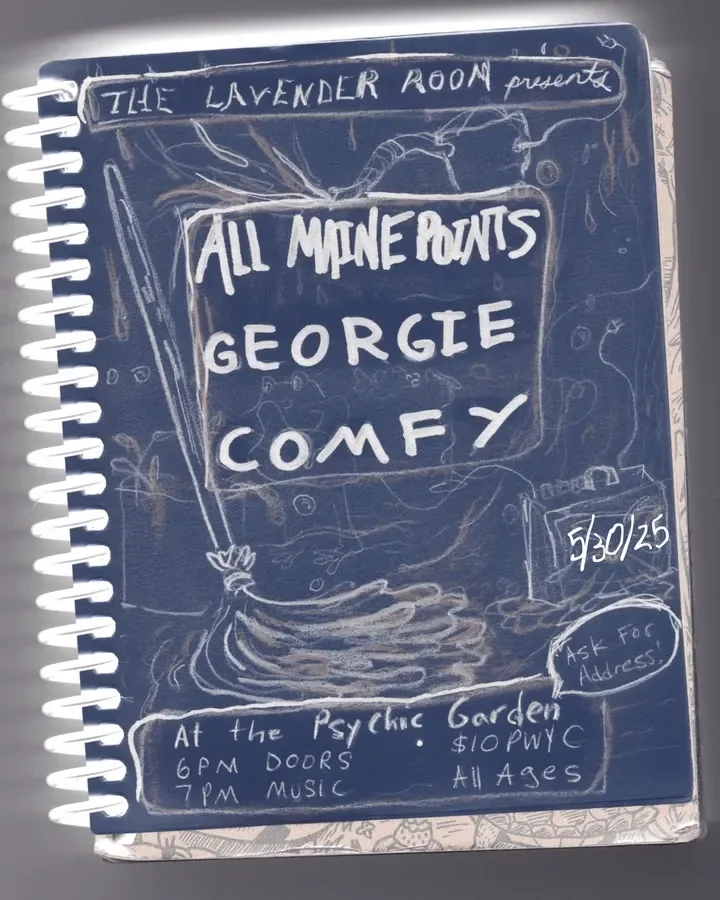 THE LAVENDER ROOM presents
ALL MAINE POINTS
GEORGIE
COMFY
5/30/25
Ask For
Address!
At the Psychic Garden
6PM DOORS
$10 PWYC
7PM MUSIC
All Ages